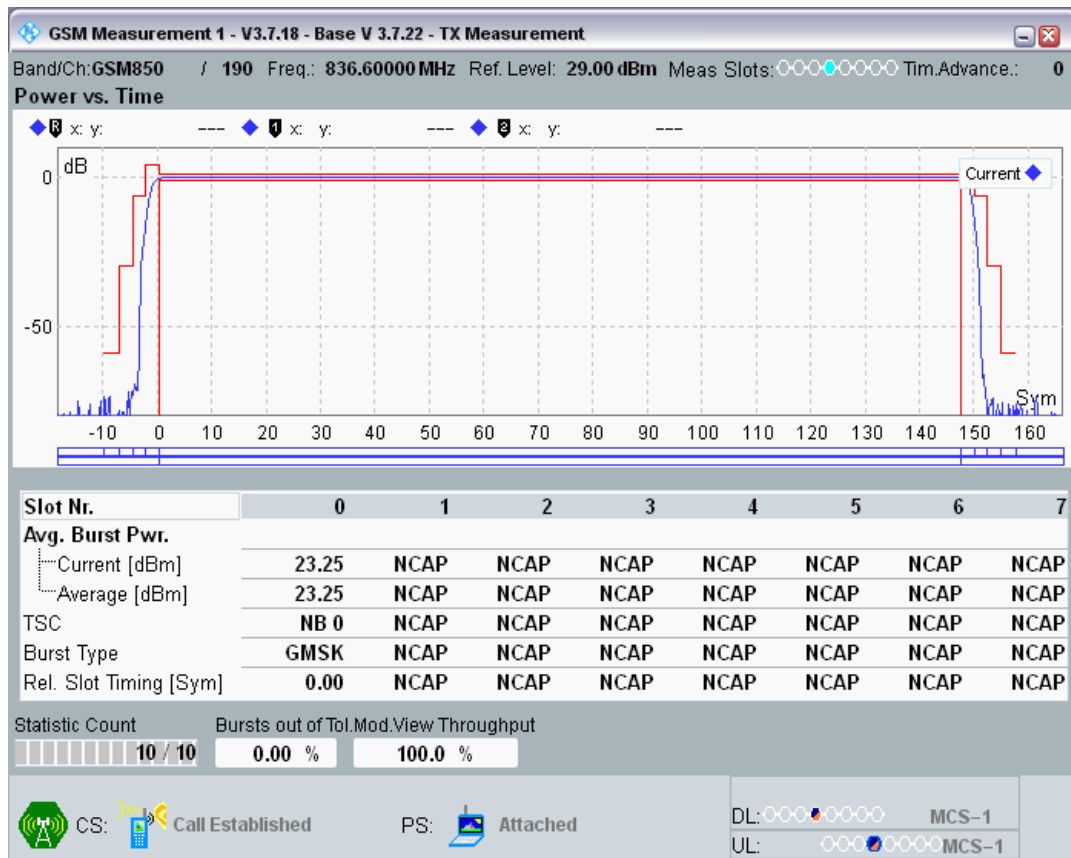 GSM Measurement 1 - V3.7.18 - Base V 3.7.22 - TX Measurement
Band/Ch:GSM850 / 190 Freq.: 836.60000 MHz Ref. Level: 29.00 dBm Meas Slots: Tim.Advance.: 0
Power vs. Time
R x: y: --- 1 x: y: --- 2 x: y: ---
dB
Current
0
-50
Sym
-10 0 10 20 30 40 50 60 70 80 90 100 110 120 130 140 150 160
Slot Nr. 0 1 2 3 4 5 6 7
Avg. Burst Pwr.
Current [dBm] 23.25 NCAP NCAP NCAP NCAP NCAP NCAP NCAP
Average [dBm] 23.25 NCAP NCAP NCAP NCAP NCAP NCAP NCAP
TSC NB 0 NCAP NCAP NCAP NCAP NCAP NCAP NCAP
Burst Type GMSK NCAP NCAP NCAP NCAP NCAP NCAP NCAP
Rel. Slot Timing [Sym] 0.00 NCAP NCAP NCAP NCAP NCAP NCAP NCAP
Statistic Count Bursts out of Tol.Mod.View Throughput
10 / 10 0.00 % 100.0 %
CS: Call Established PS: Attached
DL: MCS-1
UL: MCS-1